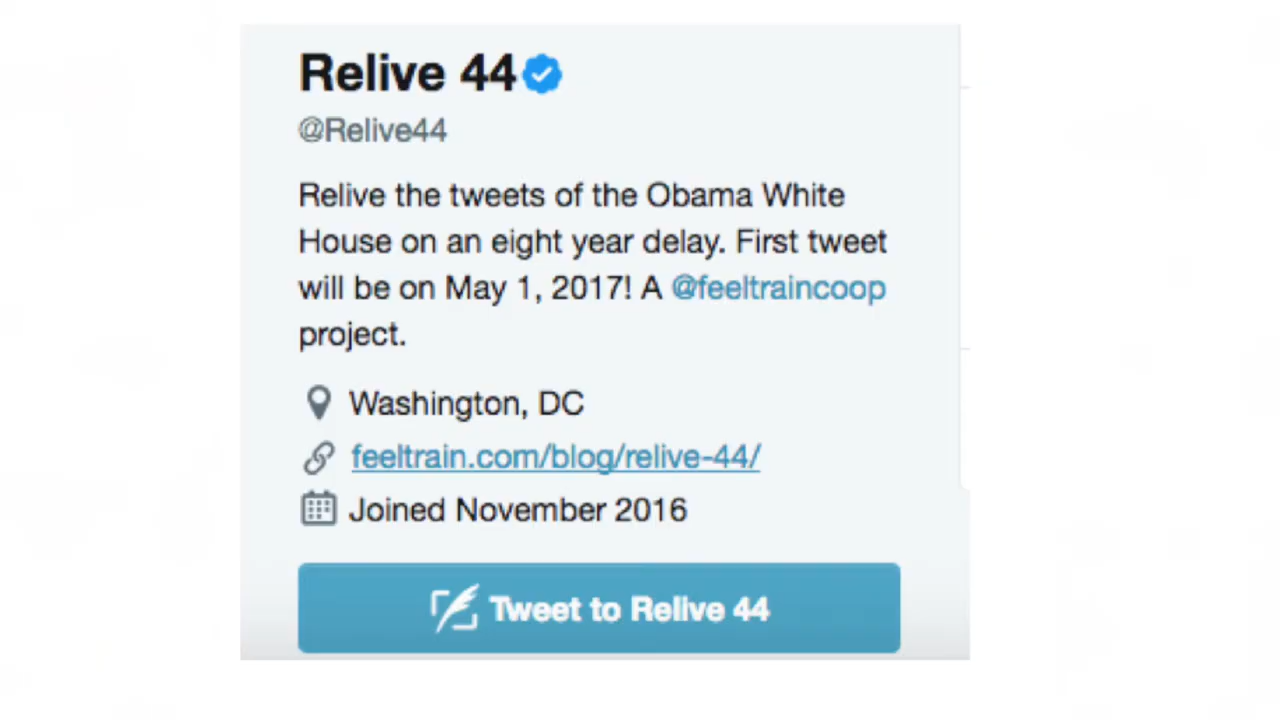 Relive 44
@Relive44
Relive the tweets of the Obama White
House on an eight year delay. First tweet
will be on May 1, 2017! A @feeltraincoop
project.
Washington, DC
feeltrain.com/blog/relive-44/
Joined November 2016
Tweet to Relive 44